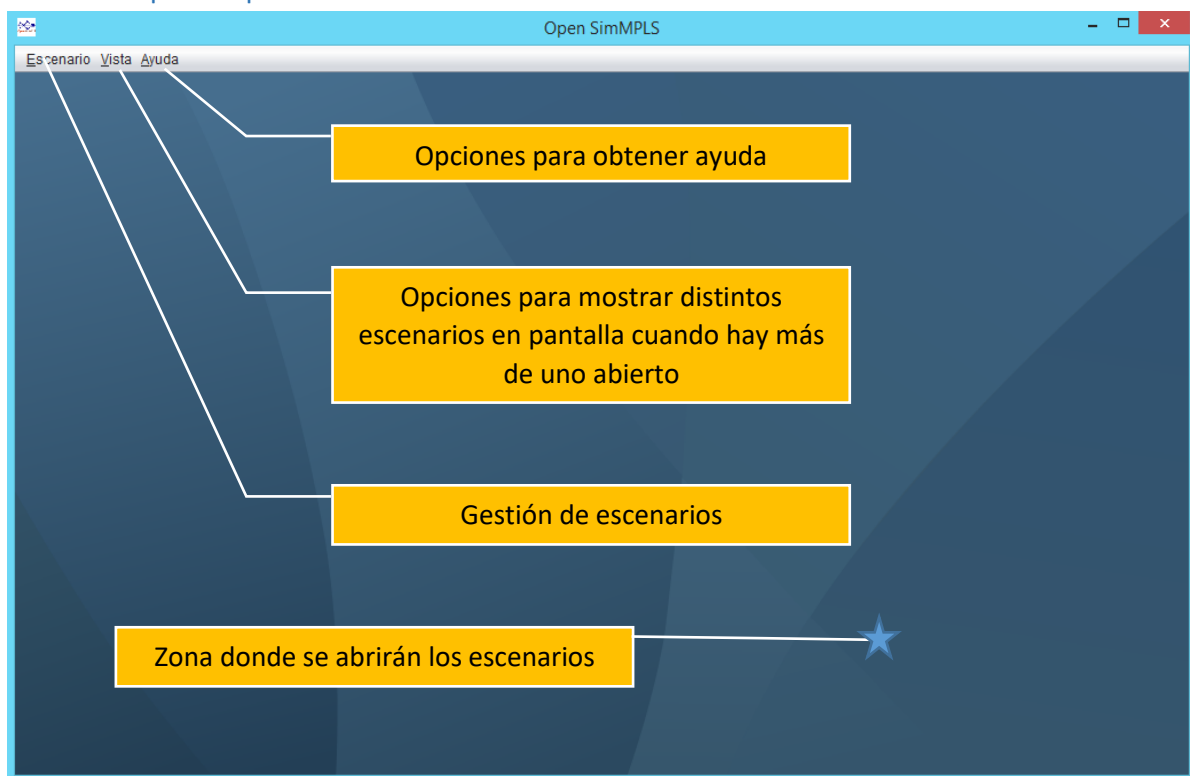 Open SimMPLS
Escenario Vista Ayuda
Opciones para obtener ayuda
Opciones para mostrar distintos
escenarios en pantalla cuando hay más
de uno abierto
Gestión de escenarios
Zona donde se abrirán los escenarios